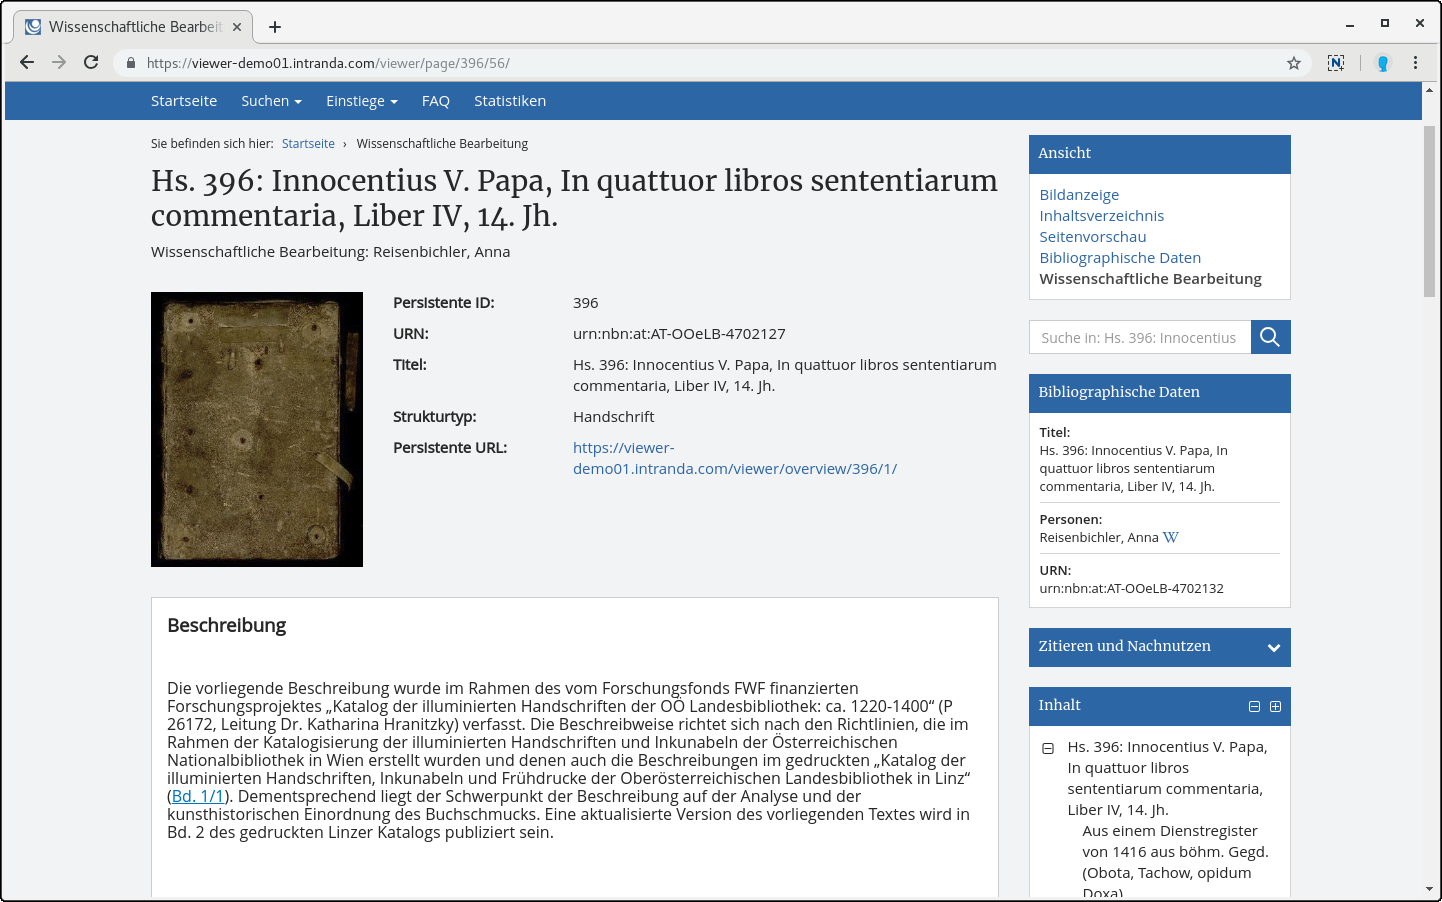 Wissenschaftliche Bearbeit
https://viewer-demo01.intranda.com/viewer/page/396/56/
Startseite Suchen Einstiege FAQ Statistiken
Sie befinden sich hier: Startseite › Wissenschaftliche Bearbeitung
Hs. 396: Innocentius V. Papa, In quattuor libros sententiarum
commentaria, Liber IV, 14. Jh.
Wissenschaftliche Bearbeitung: Reisenbichler, Anna
Persistente ID: 396
URN: urn:nbn:at:AT-OOeLB-4702127
Titel: Hs. 396: Innocentius V. Papa, In quattuor libros sententiarum
commentaria, Liber IV, 14. Jh.
Strukturtyp: Handschrift
Persistente URL: https://viewer-
demo01.intranda.com/viewer/overview/396/1/
Beschreibung
Die vorliegende Beschreibung wurde im Rahmen des vom Forschungsfonds FWF finanzierten
Forschungsprojektes „Katalog der illuminierten Handschriften der OÖ Landesbibliothek: ca. 1220-1400“ (P
26172, Leitung Dr. Katharina Hranitzky) verfasst. Die Beschreibweise richtet sich nach den Richtlinien, die im
Rahmen der Katalogisierung der illuminierten Handschriften und Inkunabeln der Österreichischen
Nationalbibliothek in Wien erstellt wurden und denen auch die Beschreibungen im gedruckten „Katalog der
illuminierten Handschriften, Inkunabeln und Frühdrucke der Oberösterreichischen Landesbibliothek in Linz“
(Bd. 1/1). Dementsprechend liegt der Schwerpunkt der Beschreibung auf der Analyse und der
kunsthistorischen Einordnung des Buchschmucks. Eine aktualisierte Version des vorliegenden Textes wird in
Bd. 2 des gedruckten Linzer Katalogs publiziert sein.
Ansicht
Bildanzeige
Inhaltsverzeichnis
Seitenvorschau
Bibliographische Daten
Wissenschaftliche Bearbeitung
Suche in: Hs. 396: Innocentius
Bibliographische Daten
Titel:
Hs. 396: Innocentius V. Papa, In
quattuor libros sententiarum
commentaria, Liber IV, 14. Jh.
Personen:
Reisenbichler, Anna W
URN:
urn:nbn:at:AT-OOeLB-4702132
Zitieren und Nachnutzen
Inhalt
Hs. 396: Innocentius V. Papa,
In quattuor libros
sententiarum commentaria,
Liber IV, 14. Jh.
Aus einem Dienstregister
von 1416 aus böhm. Gegd.
(Obota, Tachow, opidum
Doxa)